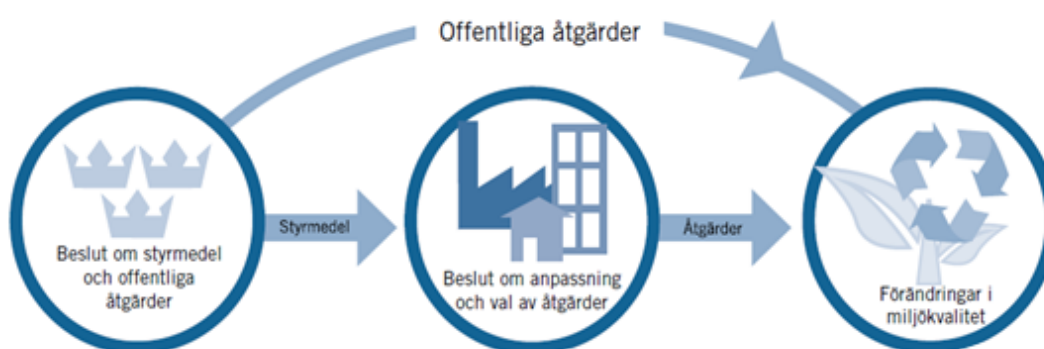 Offentliga åtgärder
Beslut om styrmedel
och offentliga
åtgärder
Styrmedel
Beslut om anpassning
och val av åtgärder
Åtgärder
Förändringar i
miljökvalitet